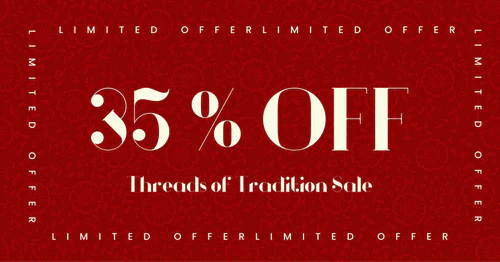 LIMITED OFFERLIMITED OFFER
LIMITED OFFER
LIMITED OFFER
35 % OFF
Threads of Tradition Sale
LIMITED OFFERLIMITED OFFER